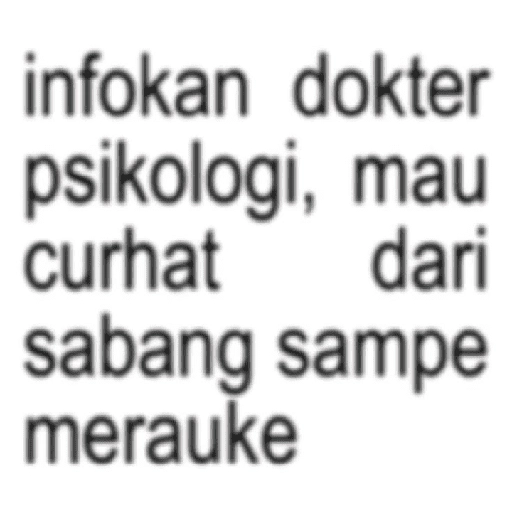 infokan dokter
psikologi, mau
curhat dari
sabang sampe
merauke